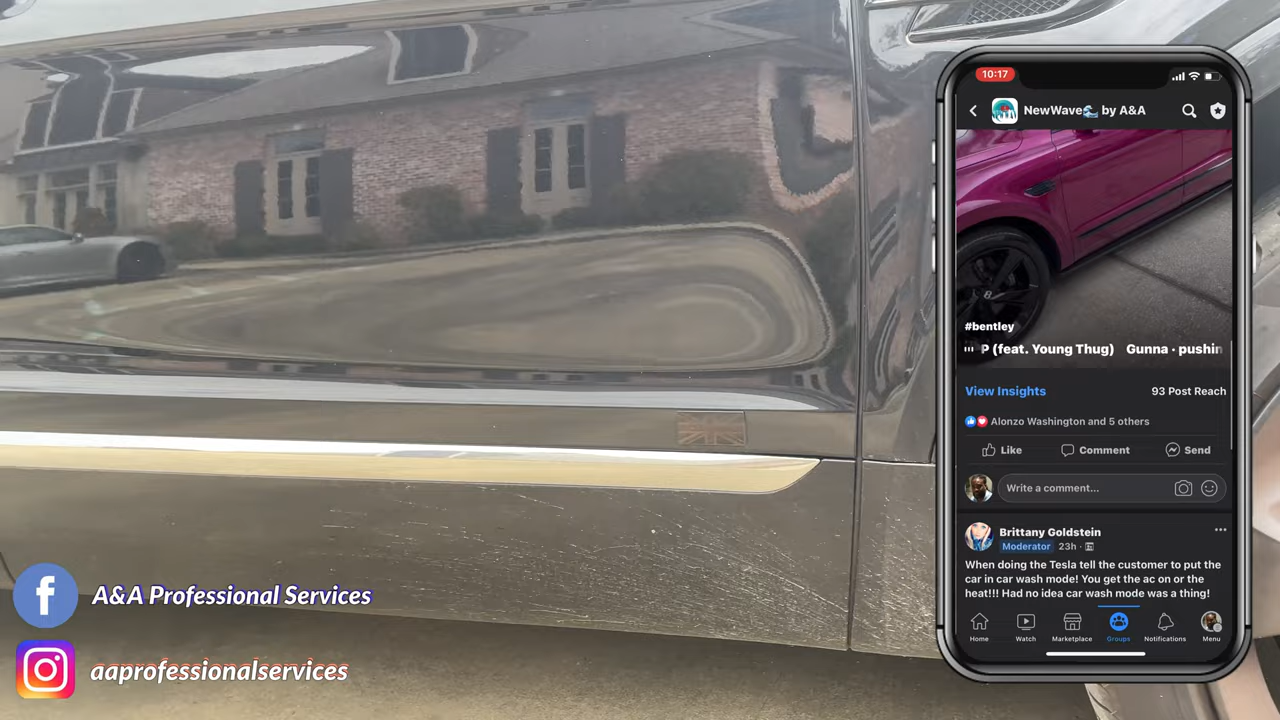 10:17
NewWave🌊 by A&A
#bentley
P (feat. Young Thug) Gunna · pushin
View Insights
93 Post Reach
Alonzo Washington and 5 others
Like
Comment
Send
Write a comment...
Brittany Goldstein
Moderator 23h ·
When doing the Tesla tell the customer to put the
car in car wash mode! You get the ac on or the
heat!!! Had no idea car wash mode was a thing!
Home
Watch
Marketplace
Groups
Notifications
Menu
A&A Professional Services
aaprofessionalservices